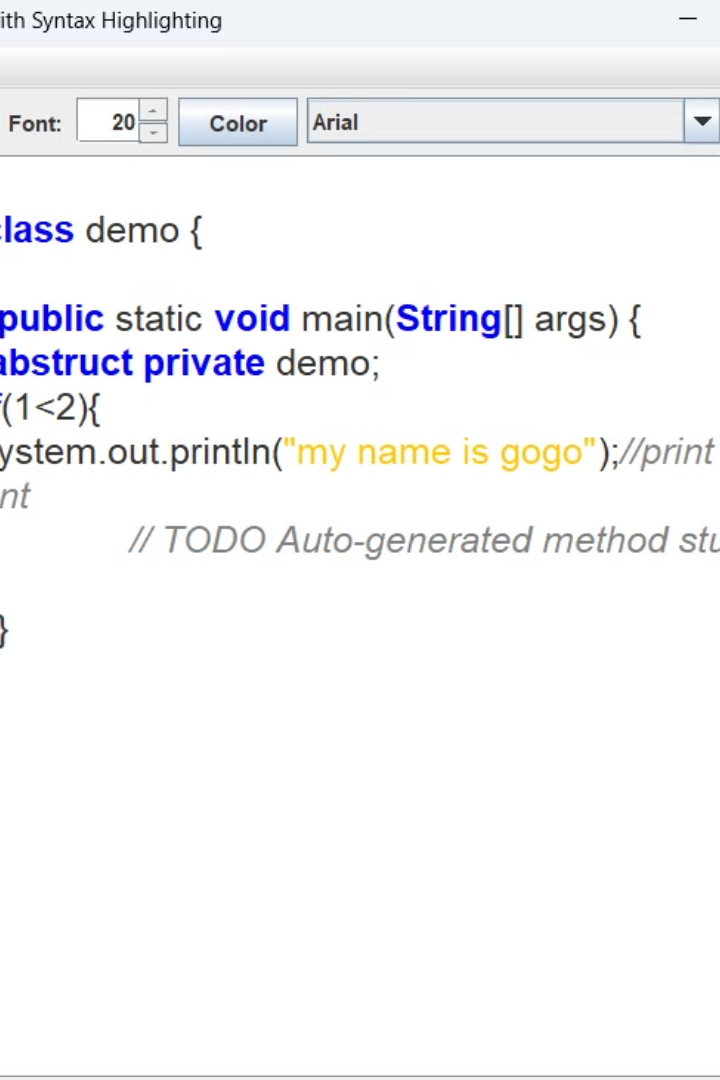 ith Syntax Highlighting
Font: 20 Color Arial
class demo {
public static void main(String[] args) {
abstruct private demo;
f(1<2){
ystem.out.println("my name is gogo");//print
nt
// TODO Auto-generated method stu
}